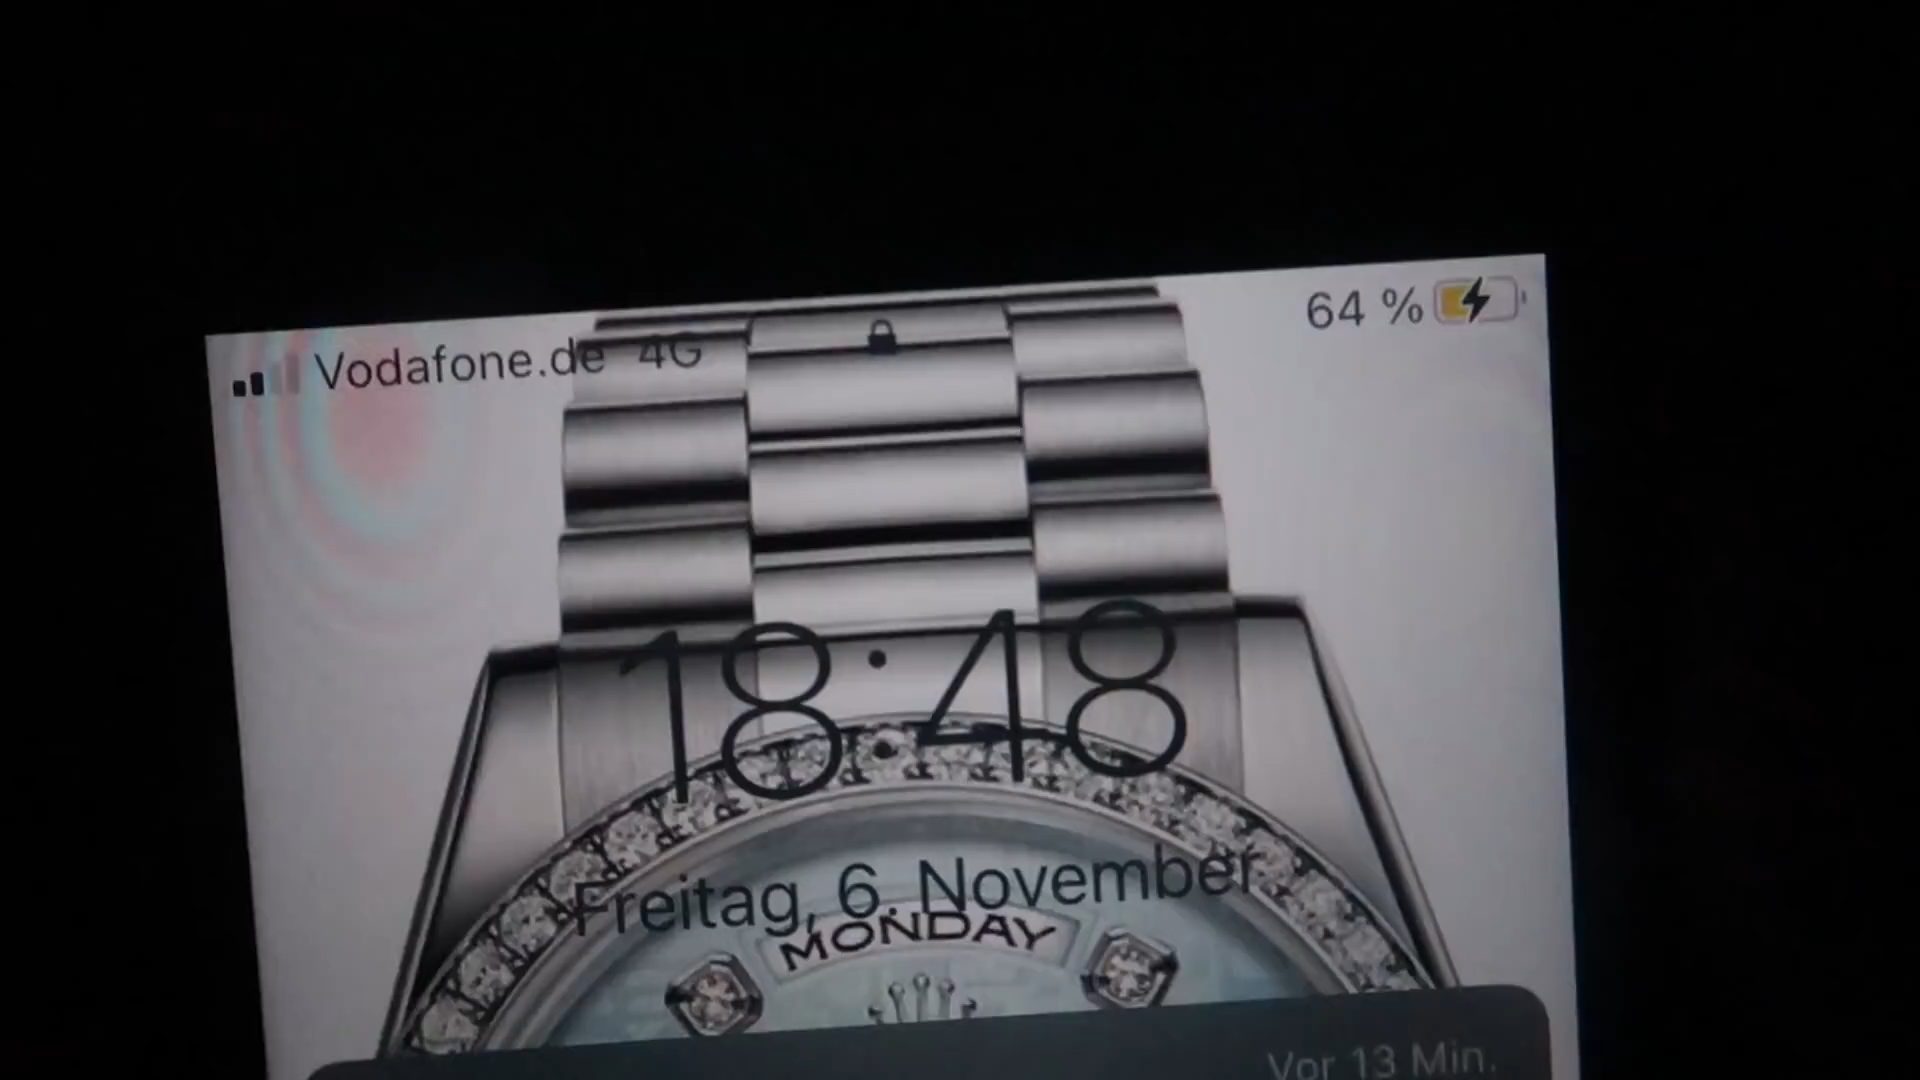 Vodafone.de 4G
64 %
18:48
Freitag, 6. November
MONDAY
Vor 13 Min.